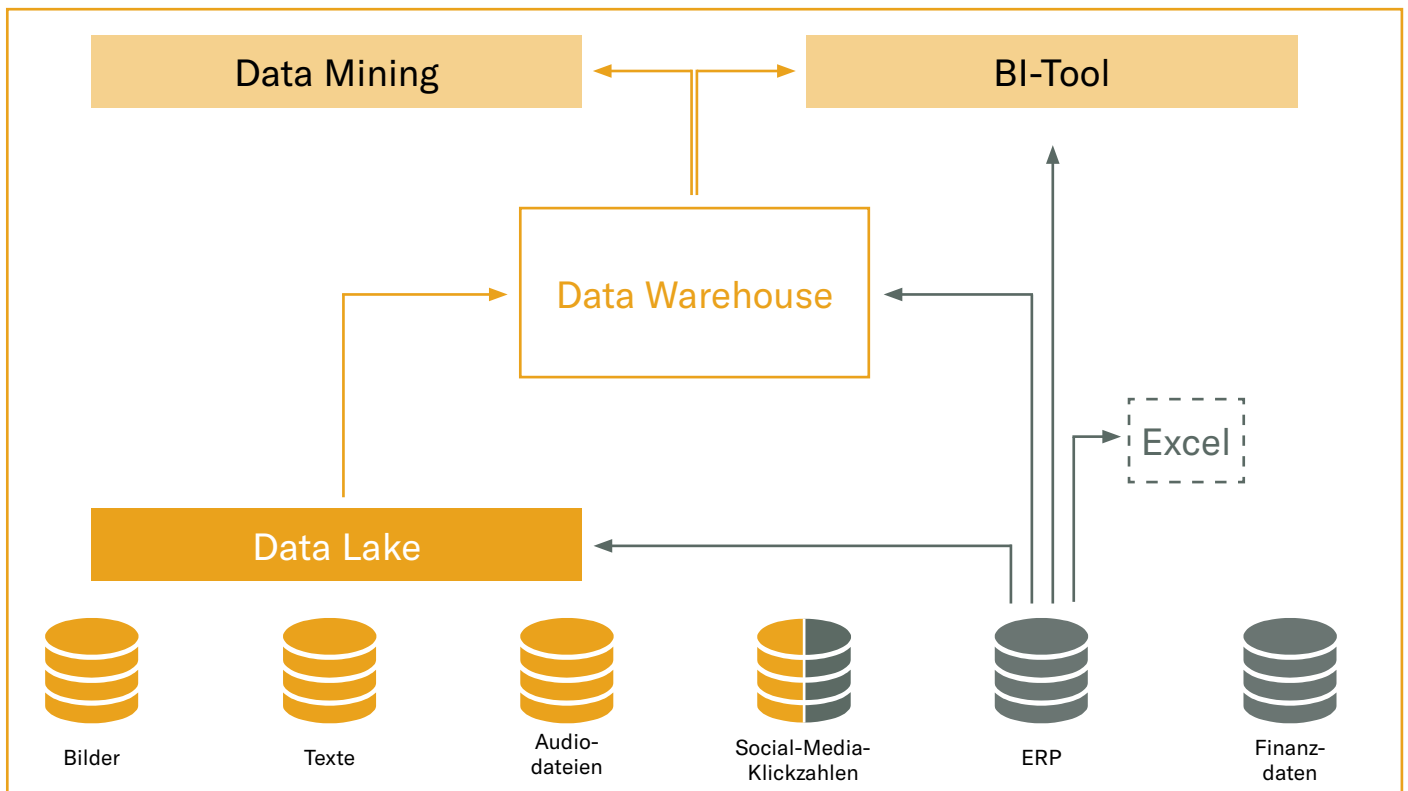 Data Mining
BI-Tool
Data Warehouse
Excel
Data Lake
Bilder
Texte
Audio-
dateien
Social-Media-
Klickzahlen
ERP
Finanz-
daten